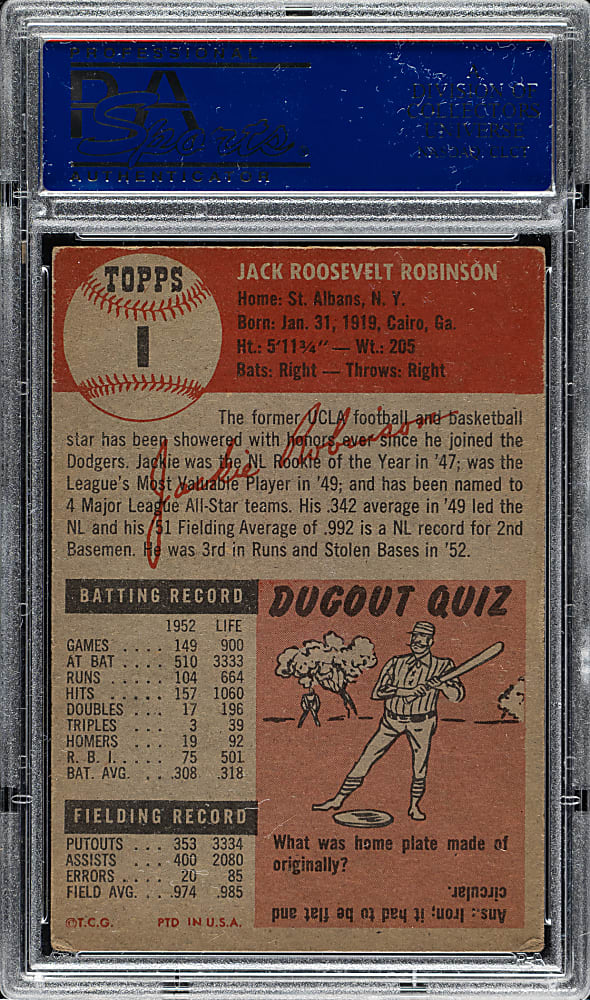 PROFESSIONAL
PSA
Sports
AUTHENTICATOR
A
DIVISION OF
COLLECTORS
UNIVERSE
NASDAQ: CLCT
TOPPS
1
JACK ROOSEVELT ROBINSON
Home: St. Albans, N. Y.
Born: Jan. 31, 1919, Cairo, Ga.
Ht.: 5'11¾" — Wt.: 205
Bats: Right — Throws: Right
The former UCLA football and basketball
star has been showered with honors ever since he joined the
Dodgers. Jackie was the NL Rookie of the Year in '47; was the
League's Most Valuable Player in '49; and has been named to
4 Major League All-Star teams. His .342 average in '49 led the
NL and his '51 Fielding Average of .992 is a NL record for 2nd
Basemen. He was 3rd in Runs and Stolen Bases in '52.
Jackie Robinson
BATTING RECORD
1952 LIFE
GAMES .... 149 900
AT BAT .... 510 3333
RUNS .... 104 664
HITS ..... 157 1060
DOUBLES ... 17 196
TRIPLES ... 3 39
HOMERS ... 19 92
R. B. I. .... 75 501
BAT. AVG. ... .308 .318
FIELDING RECORD
PUTOUTS ... 353 3334
ASSISTS .... 400 2080
ERRORS .... 20 85
FIELD AVG. ... .974 .985
©T.C.G. PTD IN U.S.A.
DUGOUT QUIZ
What was home plate made of
originally?
Ans.: Iron; it had to be flat and
circular.